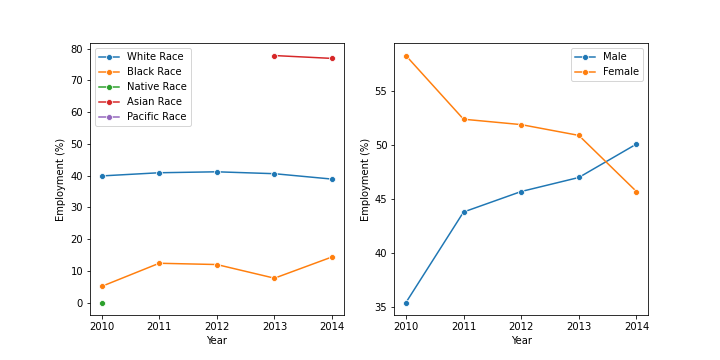 80
70
60
50
40
30
20
10
0
Employment (%)
White Race
Black Race
Native Race
Asian Race
Pacific Race
2010 2011 2012 2013 2014
Year
55
50
45
40
35
Employment (%)
Male
Female
2010 2011 2012 2013 2014
Year